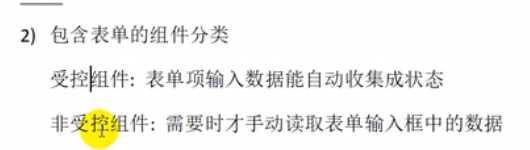 2) 包含表单的组件分类
受控组件: 表单项输入数据能自动收集成状态
非受控组件: 需要时才手动读取表单输入框中的数据